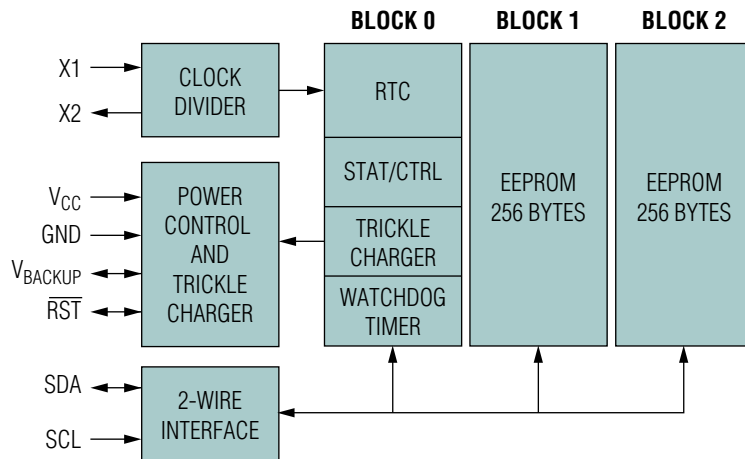 BLOCK 0 BLOCK 1 BLOCK 2
X1
X2
CLOCK
DIVIDER
RTC
STAT/CTRL
TRICKLE
CHARGER
WATCHDOG
TIMER
EEPROM
256 BYTES
EEPROM
256 BYTES
VCC
GND
VBACKUP
RST
POWER
CONTROL
AND
TRICKLE
CHARGER
SDA
SCL
2-WIRE
INTERFACE